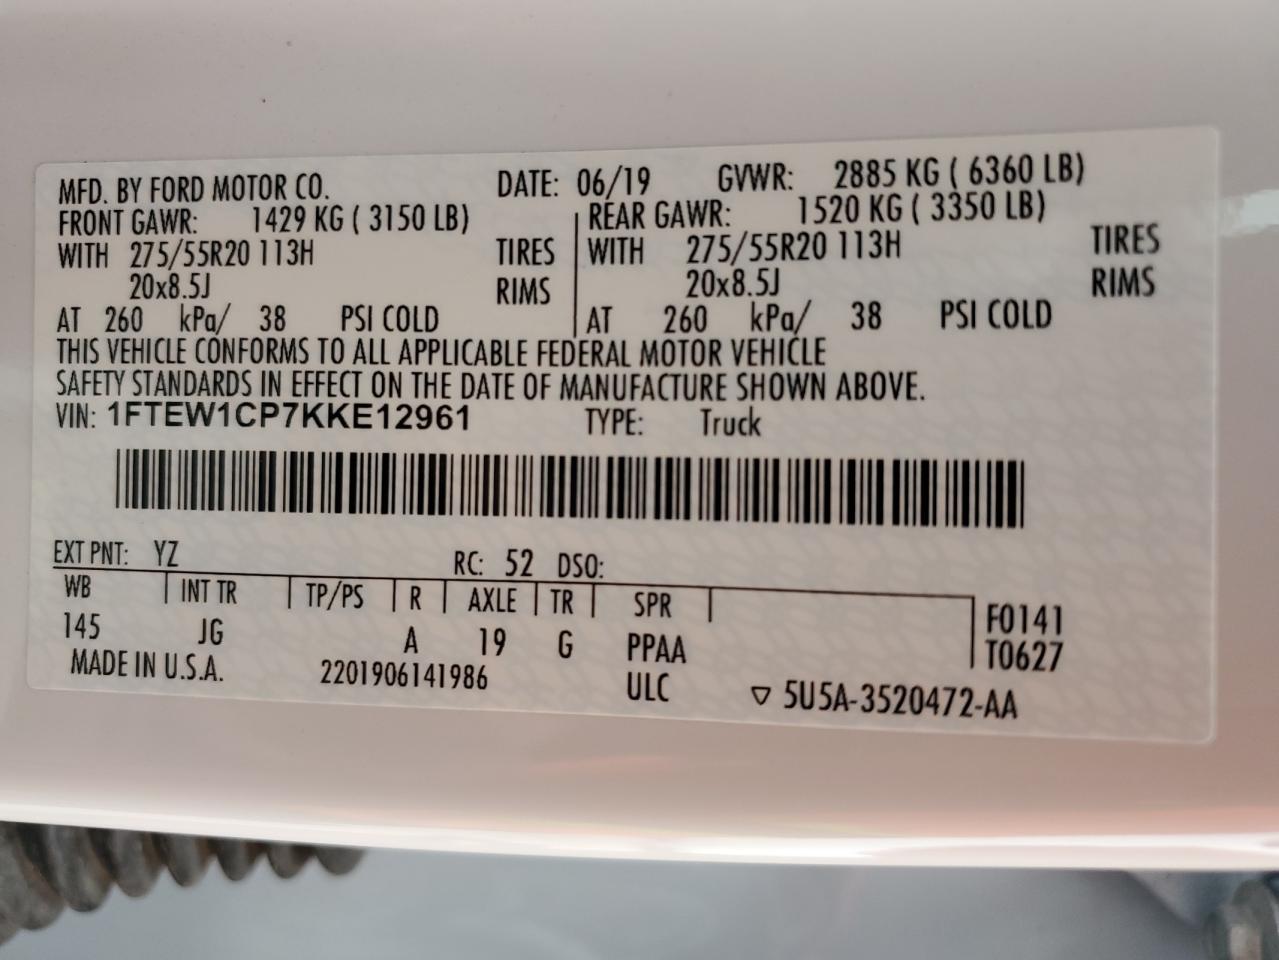 MFD. BY FORD MOTOR CO. DATE: 06/19 GVWR: 2885 KG ( 6360 LB)
FRONT GAWR: 1429 KG ( 3150 LB) REAR GAWR: 1520 KG ( 3350 LB)
WITH 275/55R20 113H TIRES WITH 275/55R20 113H TIRES
20x8.5J RIMS 20x8.5J RIMS
AT 260 kPa/ 38 PSI COLD AT 260 kPa/ 38 PSI COLD
THIS VEHICLE CONFORMS TO ALL APPLICABLE FEDERAL MOTOR VEHICLE
SAFETY STANDARDS IN EFFECT ON THE DATE OF MANUFACTURE SHOWN ABOVE.
VIN: 1FTEW1CP7KKE12961 TYPE: Truck
EXT PNT: YZ RC: 52 DSO:
WB INT TR TP/PS R AXLE TR SPR F0141
145 JG A 19 G PPAA T0627
MADE IN U.S.A. 2201906141986 ULC ▽ 5U5A-3520472-AA